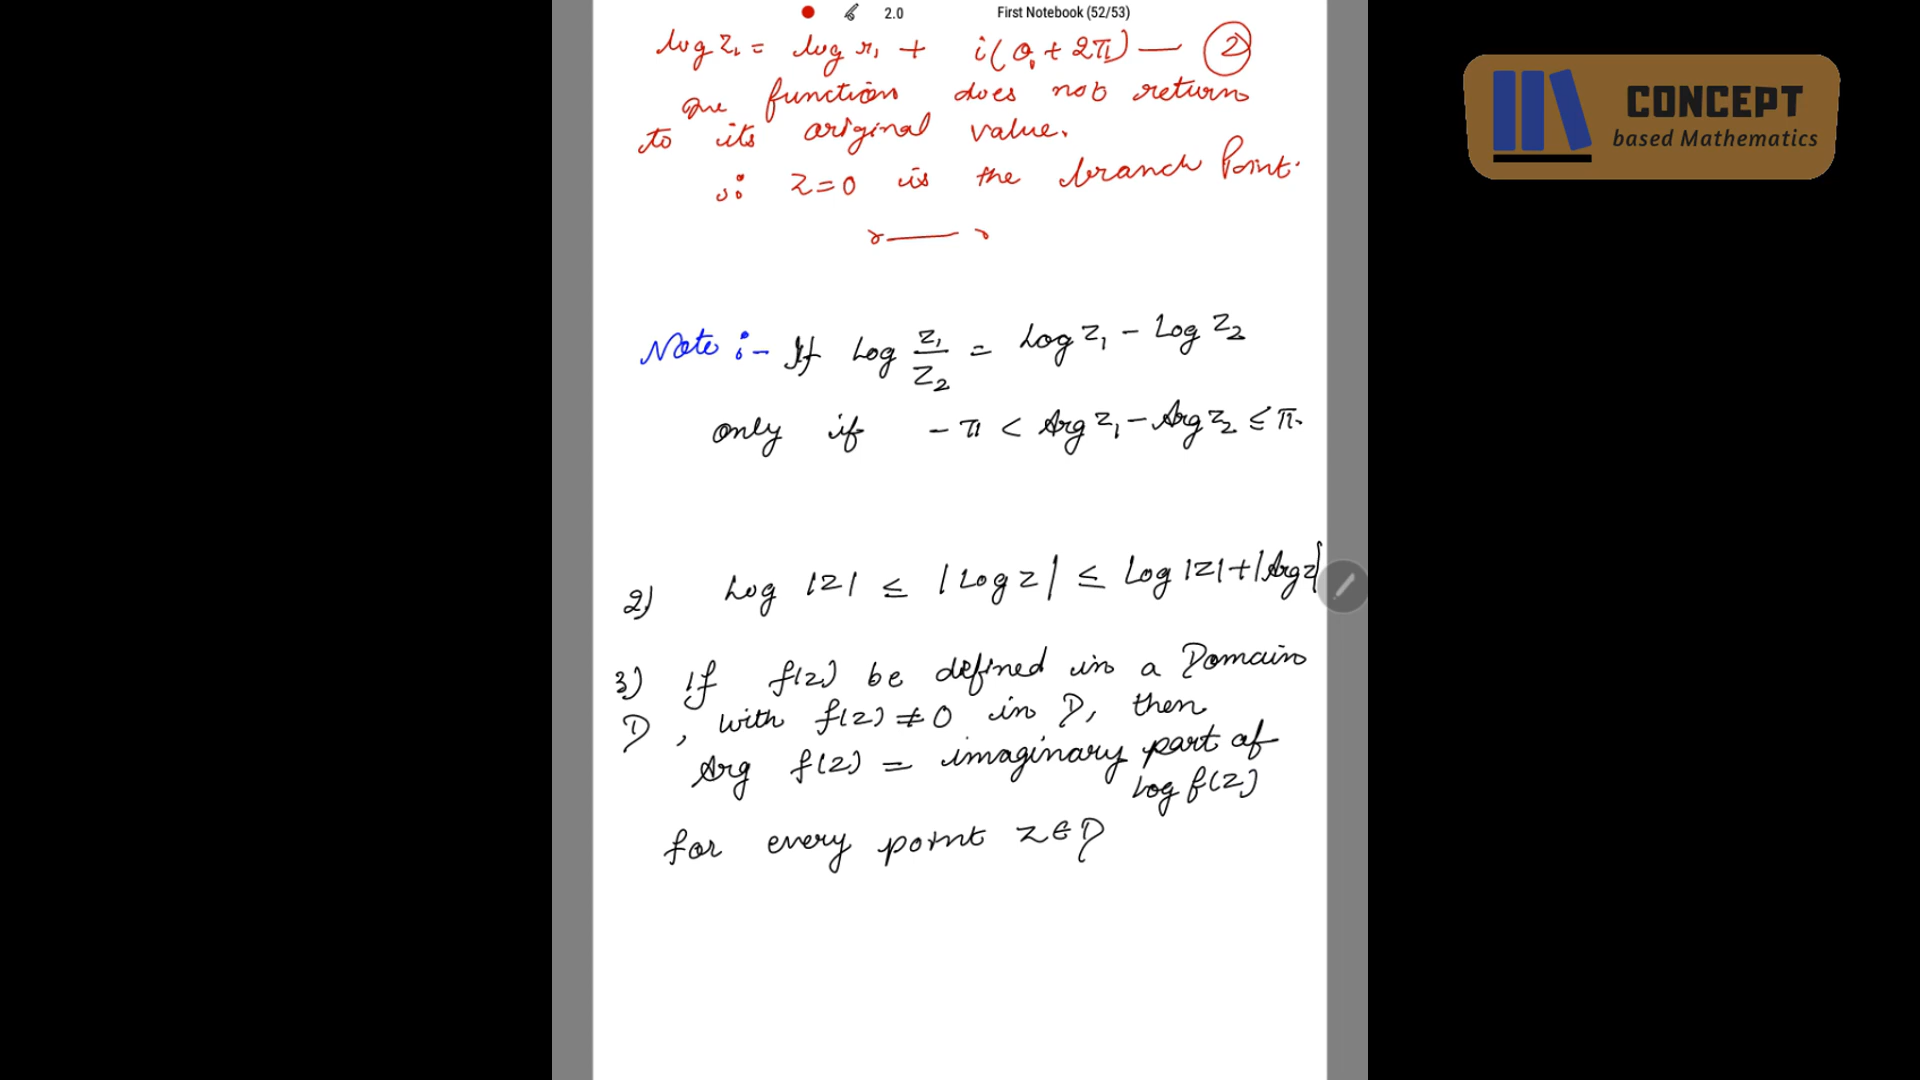 2.0 First Notebook (52/53)
log z₁ = log r₁ + i(θ₁ + 2π) — ②
The function does not return
to its original value.
∴ z=0 is the branch Point.
CONCEPT
based Mathematics
Note :- If Log z₁/z₂ = Log z₁ - Log z₂
only if -π < Arg z₁ - Arg z₂ ≤ π.
2) Log |z| ≤ |Log z| ≤ Log |z| + |Arg z|
3) If f(z) be defined in a Domain
D, with f(z) ≠ 0 in D, then
Arg f(z) = imaginary part of
Log f(z)
for every point z∈D